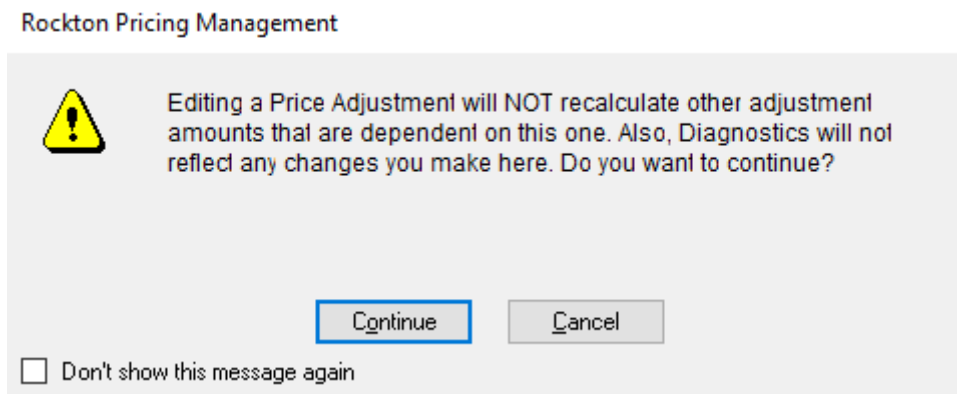 Rockton Pricing Management
Editing a Price Adjustment will NOT recalculate other adjustment
amounts that are dependent on this one. Also, Diagnostics will not
reflect any changes you make here. Do you want to continue?
Continue
Cancel
Don't show this message again